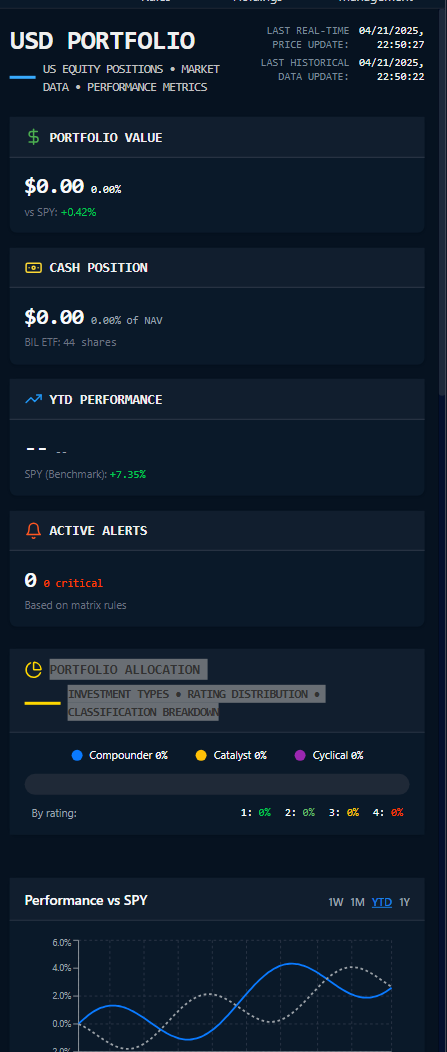 USD PORTFOLIO
US EQUITY POSITIONS • MARKET
DATA • PERFORMANCE METRICS
LAST REAL-TIME 04/21/2025,
PRICE UPDATE: 22:50:27
LAST HISTORICAL 04/21/2025,
DATA UPDATE: 22:50:22
PORTFOLIO VALUE
$0.00 0.00%
vs SPY: +0.42%
CASH POSITION
$0.00 0.00% of NAV
BIL ETF: 44 shares
YTD PERFORMANCE
-- --
SPY (Benchmark): +7.35%
ACTIVE ALERTS
0 0 critical
Based on matrix rules
PORTFOLIO ALLOCATION
INVESTMENT TYPES • RATING DISTRIBUTION •
CLASSIFICATION BREAKDOWN
Compounder 0% Catalyst 0% Cyclical 0%
By rating: 1: 0% 2: 0% 3: 0% 4: 0%
Performance vs SPY 1W 1M YTD 1Y
6.0%
4.0%
2.0%
0.0%